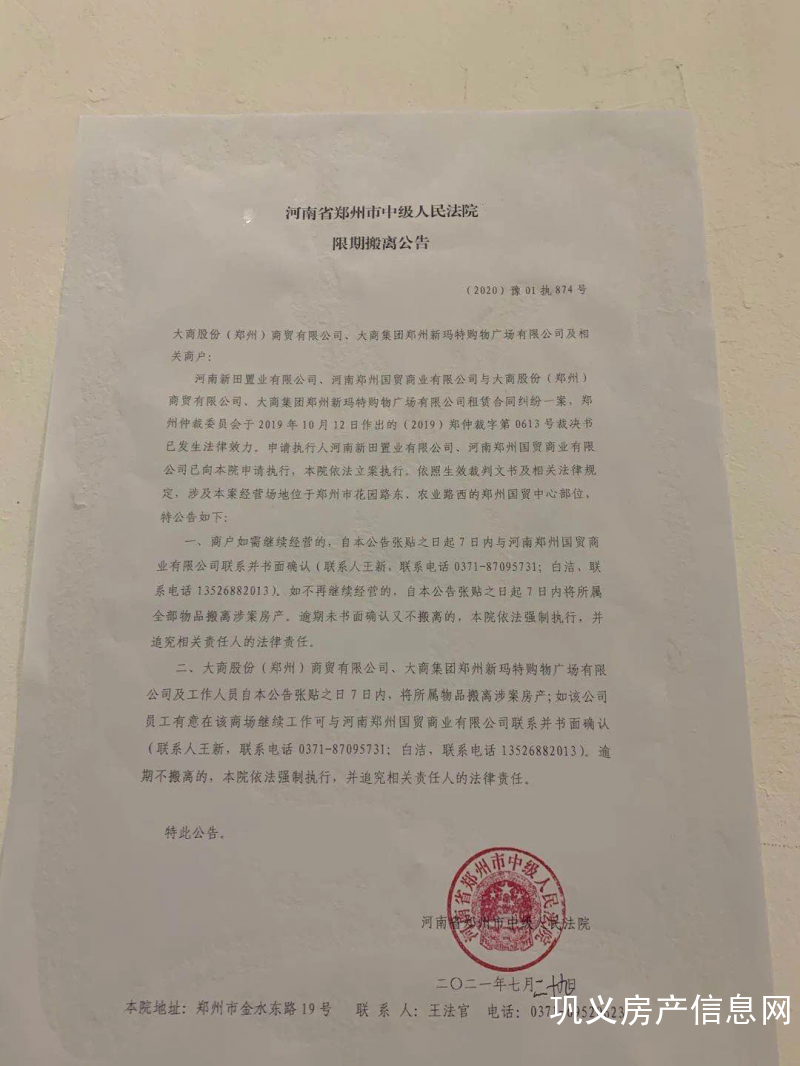 河南省郑州市中级人民法院
限期搬离公告
（2020）豫01执874号
大商股份（郑州）商贸有限公司、大商集团郑州新玛特购物广场有限公司及相
关商户：
河南新田置业有限公司、河南郑州国贸商业有限公司与大商股份（郑州）
商贸有限公司、大商集团郑州新玛特购物广场有限公司租赁合同纠纷一案，郑
州仲裁委员会于2019年10月12日作出的（2019）郑仲裁字第0613号裁决书
已发生法律效力。申请执行人河南新田置业有限公司、河南郑州国贸商业有限
公司已向本院申请执行，本院依法立案执行。依照生效裁判文书及相关法律规
定，涉及本案经营场地位于郑州市花园路东、农业路西的郑州国贸中心部位，
特公告如下：
一、商户如需继续经营的，自本公告张贴之日起7日内与河南郑州国贸商
业有限公司联系并书面确认（联系人王新，联系电话0371-87095731；白洁，联
系电话13526882013）。如不再继续经营的，自本公告张贴之日起7日内将所属
全部物品搬离涉案房产。逾期未书面确认又不搬离的，本院依法强制执行，并
追究相关责任人的法律责任。
二、大商股份（郑州）商贸有限公司、大商集团郑州新玛特购物广场有限
公司及工作人员自本公告张贴之日7日内，将所属物品搬离涉案房产；如该公司
员工有意在该商场继续工作可与河南郑州国贸商业有限公司联系并书面确认
（联系人王新，联系电话0371-87095731；白洁，联系电话13526882013）。逾
期不搬离的，本院依法强制执行，并追究相关责任人的法律责任。
特此公告。
河南省郑州市中级人民法院
河南省郑州市中级人民法院
二〇二一年七月二十九日
本院地址：郑州市金水东路19号 联系人：王法官 电话：0371
巩义房产信息网